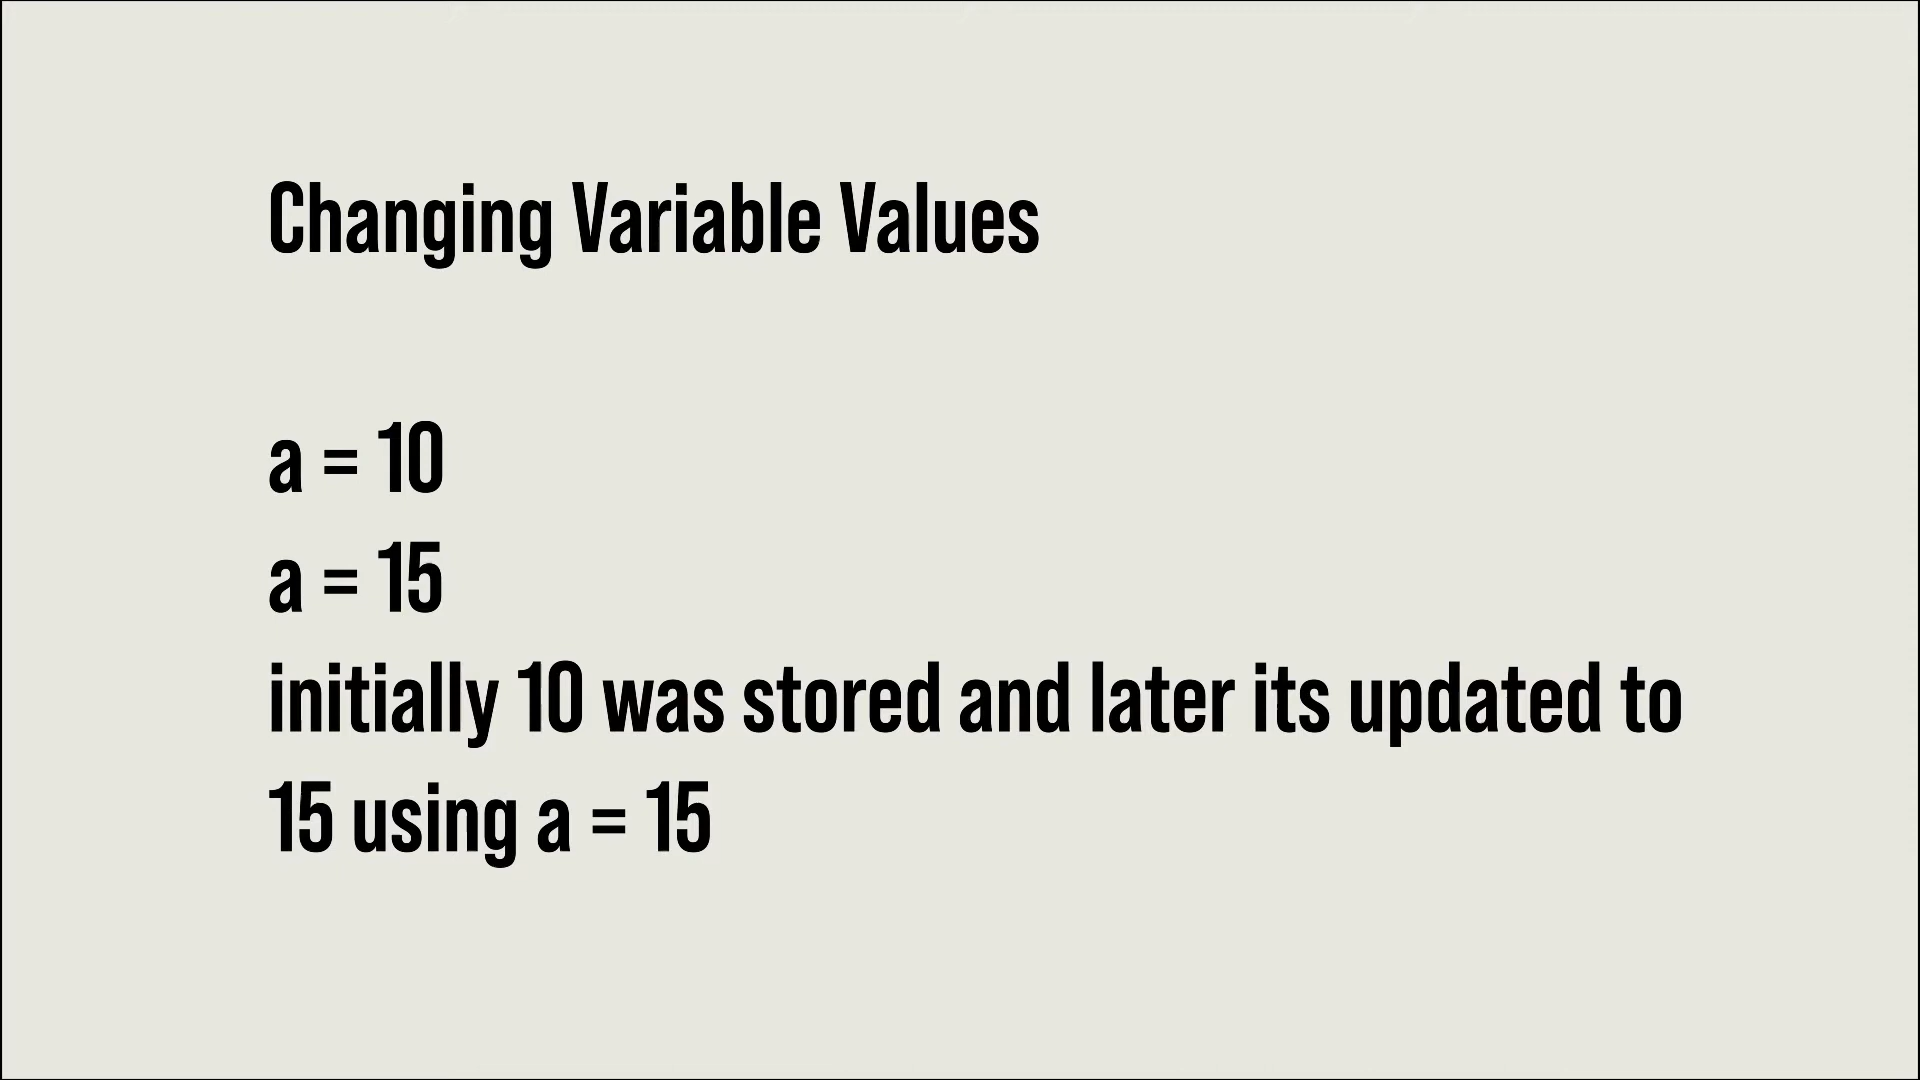 Changing Variable Values
a = 10
a = 15
initially 10 was stored and later its updated to
15 using a = 15